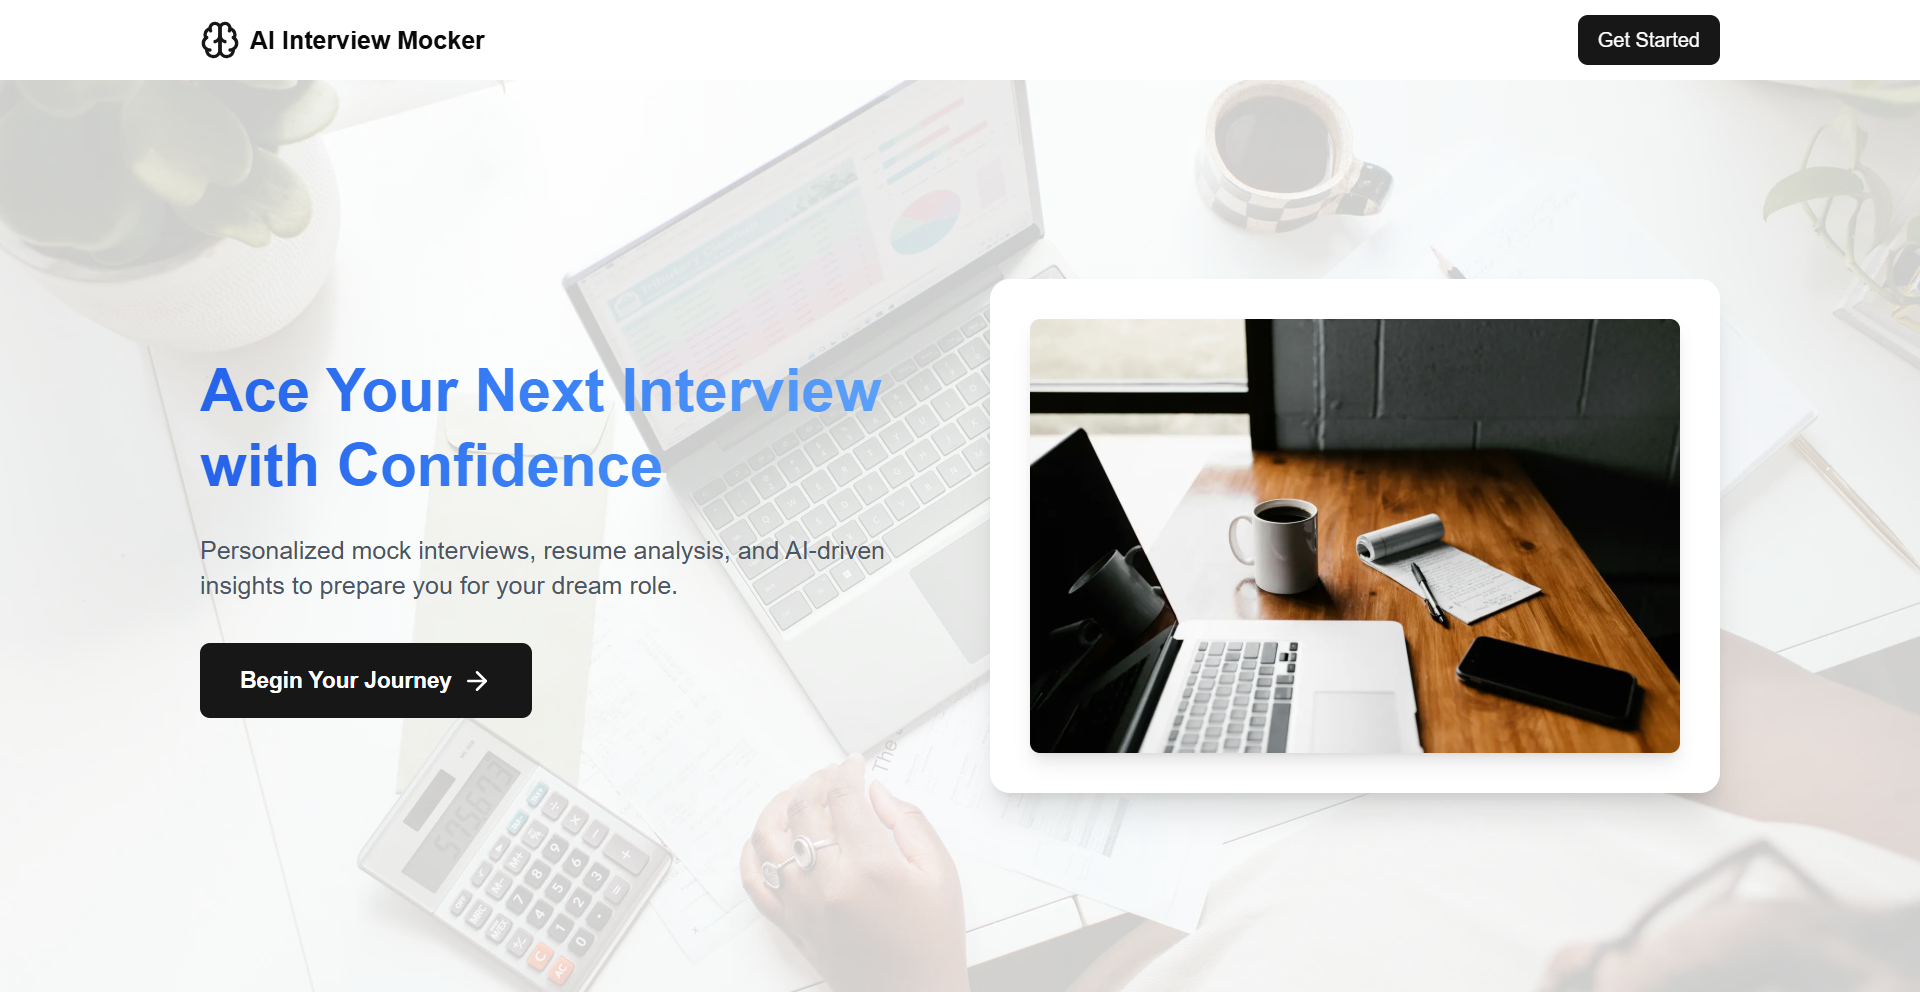 AI Interview Mocker
Get Started
Ace Your Next Interview
with Confidence
Personalized mock interviews, resume analysis, and AI-driven
insights to prepare you for your dream role.
Begin Your Journey
The